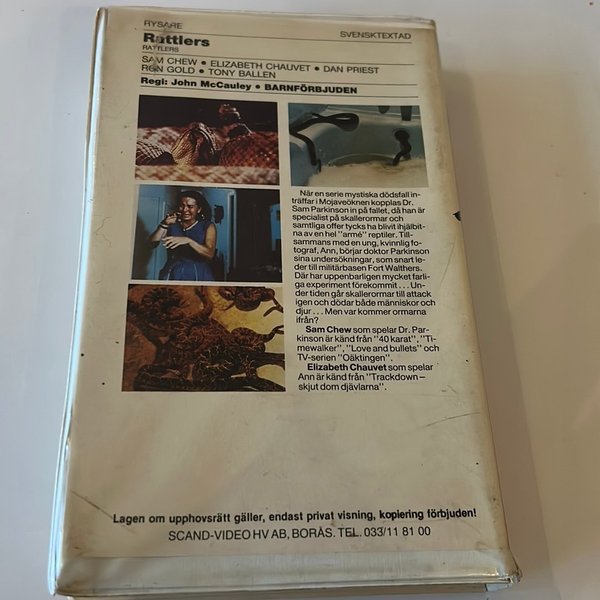 RYSARE
SVENSKTEXTAD
Rattlers
RATTLERS
SAM CHEW • ELIZABETH CHAUVET • DAN PRIEST
RON GOLD • TONY BALLEN
Regi: John McCauley • BARNFÖRBJUDEN
När en serie mystiska dödsfall in-
träffar i Mojaveöknen kopplas Dr.
Sam Parkinson in på fallet, då han är
specialist på skallerormar och
samtliga offer tycks ha blivit ihjälbit-
na av en hel "armé" reptiler. Till-
sammans med en ung, kvinnlig fo-
tograf, Ann, börjar doktor Parkinson
sina undersökningar, som snart le-
der till militärbasen Fort Walthers.
Där har uppenbarligen mycket farli-
ga experiment förekommit . . . Un-
der tiden går skallerormar till attack
igen och dödar både människor och
djur . . . Men var kommer ormarna
ifrån?
Sam Chew som spelar Dr. Par-
kinson är känd från "40 karat", "Ti-
mewalker", "Love and bullets" och
TV-serien "Oäktingen".
Elizabeth Chauvet som spelar
Ann är känd från "Trackdown –
skjut dom djävlarna".
Lagen om upphovsrätt gäller, endast privat visning, kopiering förbjuden!
SCAND-VIDEO HV AB, BORÅS. TEL. 033/11 81 00